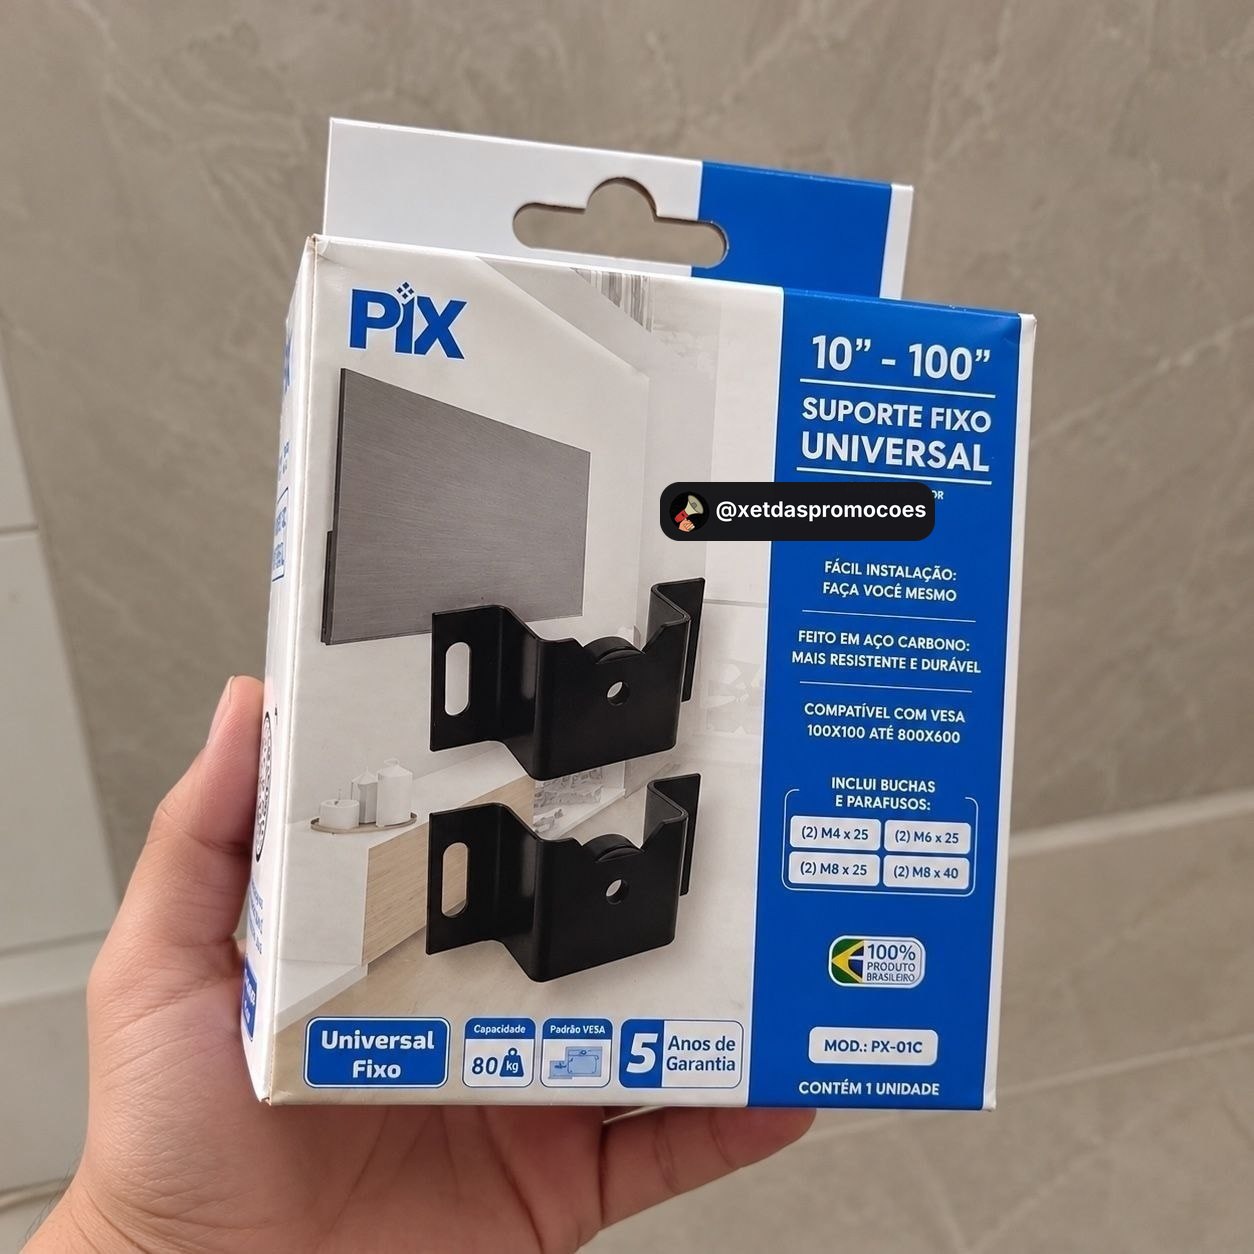 PIX
10” - 100”
SUPORTE FIXO
UNIVERSAL
@xetdaspromocoes
FÁCIL INSTALAÇÃO:
FAÇA VOCÉ MESMO
FEITO EM AÇO CARBONO:
MAIS RESISTENTE E DURÁVEL
COMPATÍVEL COM VESA
100X100 ATÉ 800X600
INCLUI BUCHAS
E PARAFUSOS:
(2) M4 x 25
(2) M6 x 25
(2) M8 x 25
(2) M8 x 40
100%
PRODUTO
BRASILEIRO
MOD.: PX-01C
CONTÉM 1 UNIDADE
Universal
Fixo
Capacidade
80 kg
Padrão VESA
5 Anos de
Garantia